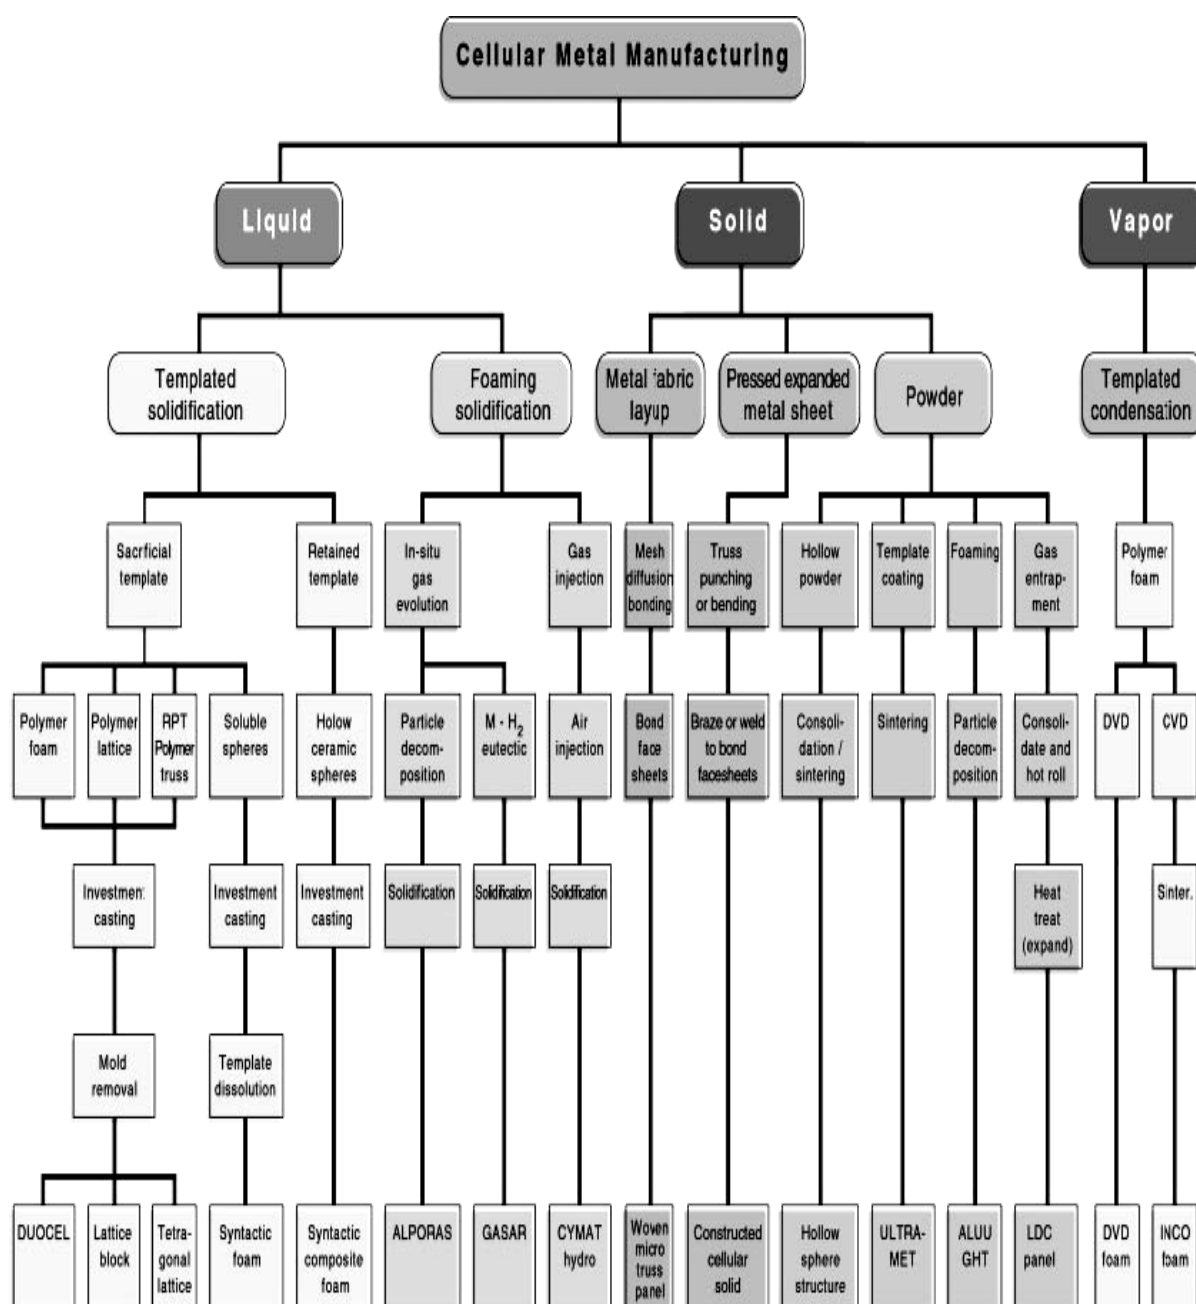 Cellular Metal Manufacturing
Liquid
Solid
Vapor
Templated
solidification
Foaming
solidification
Metal fabric
layup
Pressed expanded
metal sheet
Powder
Templated
condensation
Sacrficial
template
Retained
template
In-situ
gas
evolution
Gas
injection
Mesh
diffusion
bonding
Truss
punching
or bending
Hollow
powder
Template
coating
Foaming
Gas
entrap-
ment
Polymer
foam
Polymer
foam
Polymer
lattice
RPT
Polymer
truss
Soluble
spheres
Holow
ceramic
spheres
Particle
decom-
position
M - H2
eutectic
Air
injection
Bond
face
sheets
Braze or weld
to bond
facesheets
Consoli-
dation /
sintering
Sintering
Particle
decom-
position
Consoli-
date and
hot roll
DVD
CVD
Investment
casting
Investment
casting
Investment
casting
Solidification
Solidification
Solidification
Heat
treat
(expand)
Sinter.
Mold
removal
Template
dissolution
DUOCEL
Lattice
block
Tetra-
gonal
lattice
Syntactic
foam
Syntactic
composite
foam
ALPORAS
GASAR
CYMAT
hydro
Woven
micro
truss
panel
Constructed
cellular
solid
Hollow
sphere
structure
ULTRA-
MET
ALUU
GHT
LDC
panel
DVD
foam
INCO
foam